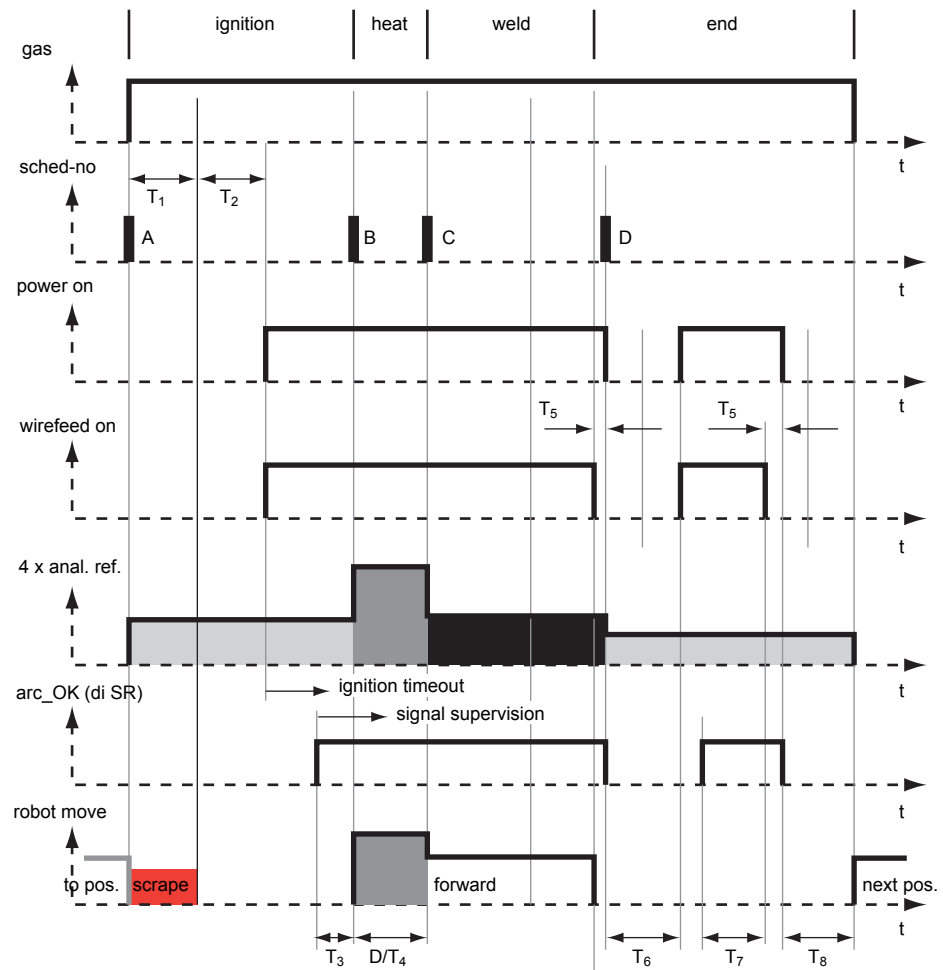 ignition heat weld end
gas
t
sched-no
T1 T2
A B C D
t
power on
t
T5 T5
wirefeed on
t
4 x anal. ref.
t
ignition timeout
arc_OK (di SR)
signal supervision
t
robot move
to pos. scrape forward next pos.
t
T3 D/T4 T6 T7 T8